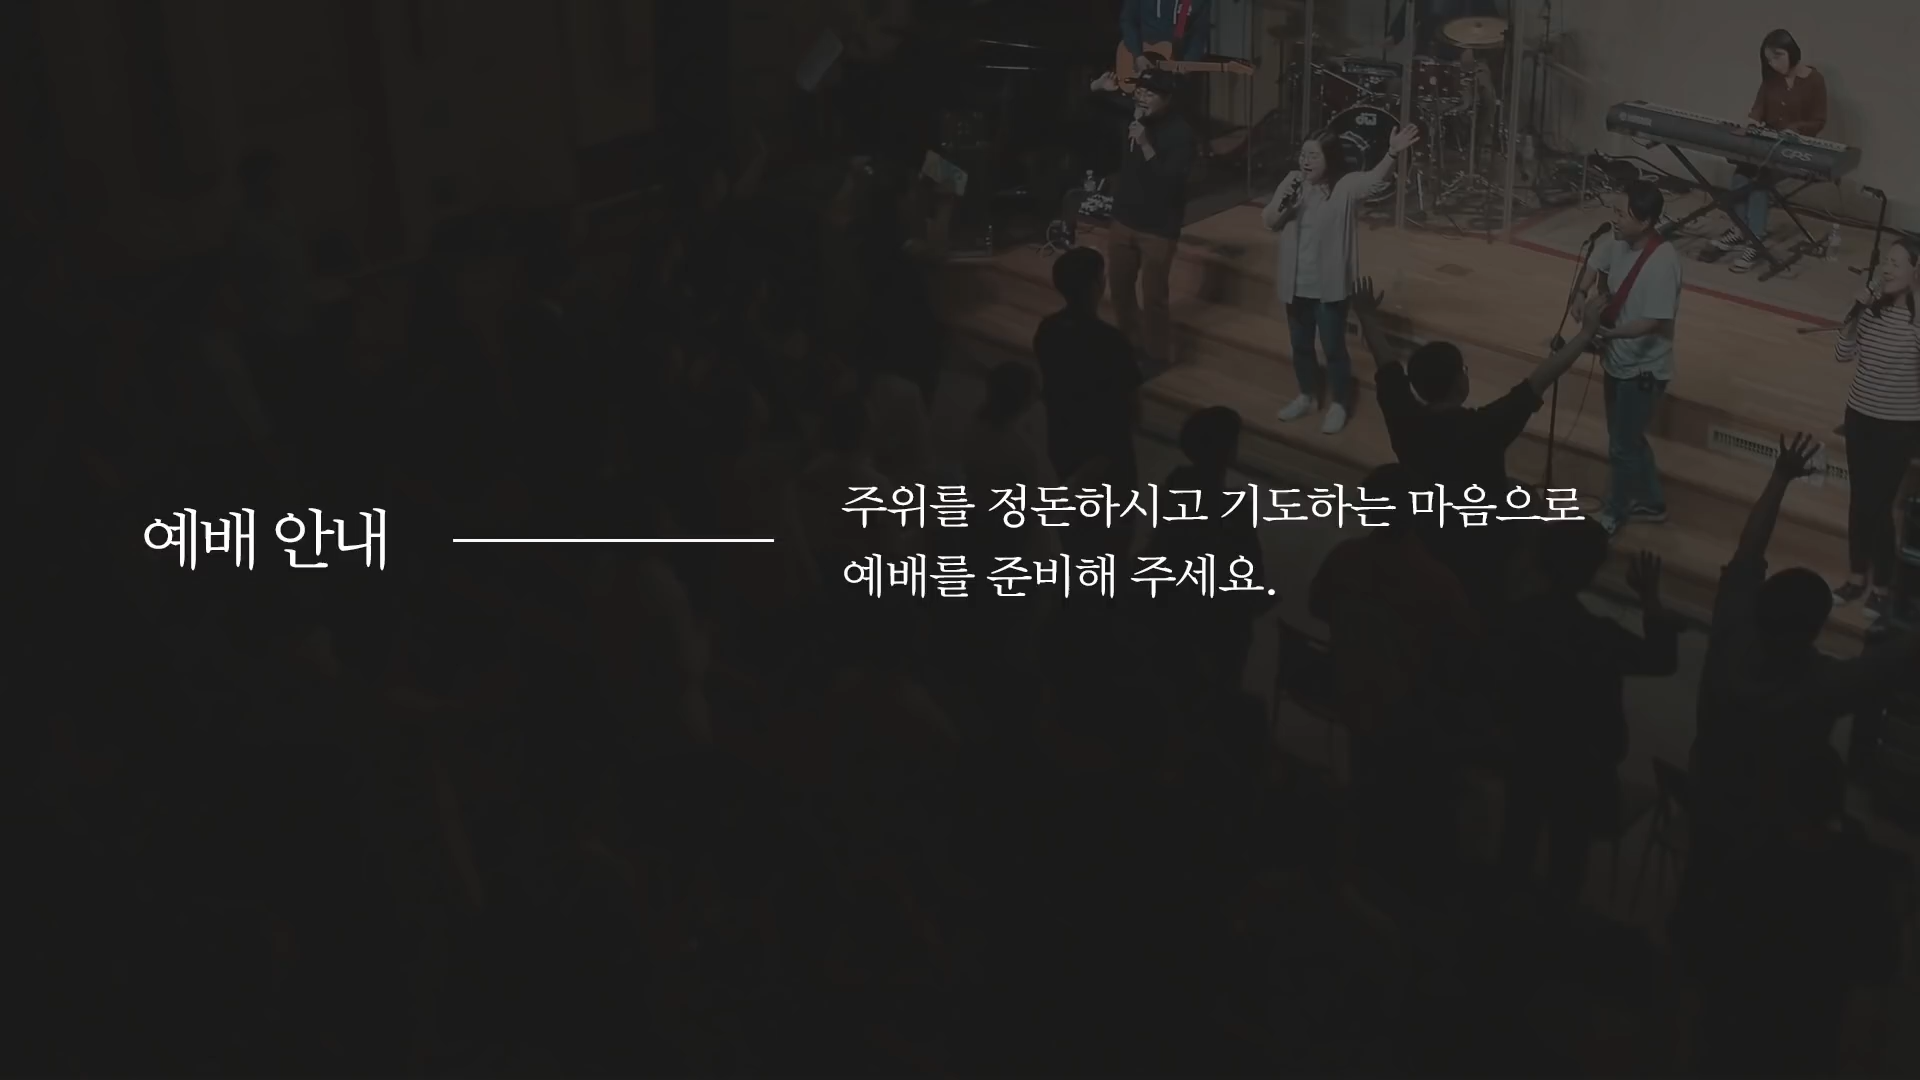 예배 안내
주위를 정돈하시고 기도하는 마음으로
예배를 준비해 주세요.
dw